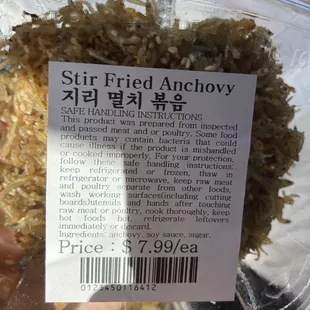 Stir Fried Anchovy
지리 멸치 볶음
SAFE HANDLING INSTRUCTIONS
This product was prepared from inspected
and passed meat and or poultry. Some food
products may contain bacteria that could
cause illness if the product is mishandled
or cooked improperly. For your protection,
follow these safe handling instructions:
keep refrigerated or frozen, thaw in
refrigerator or microwave, keep raw meat
and poultry separate from other foods,
wash working surfaces(including cutting
boards)utensils and hands after touching
raw meat or poultry, cook thoroughly, keep
hot foods hot, refrigerate leftovers
immediately or discard.
Ingredients: anchovy, soy sauce, sugar.
Price : $ 7.99/ea
0123450116412